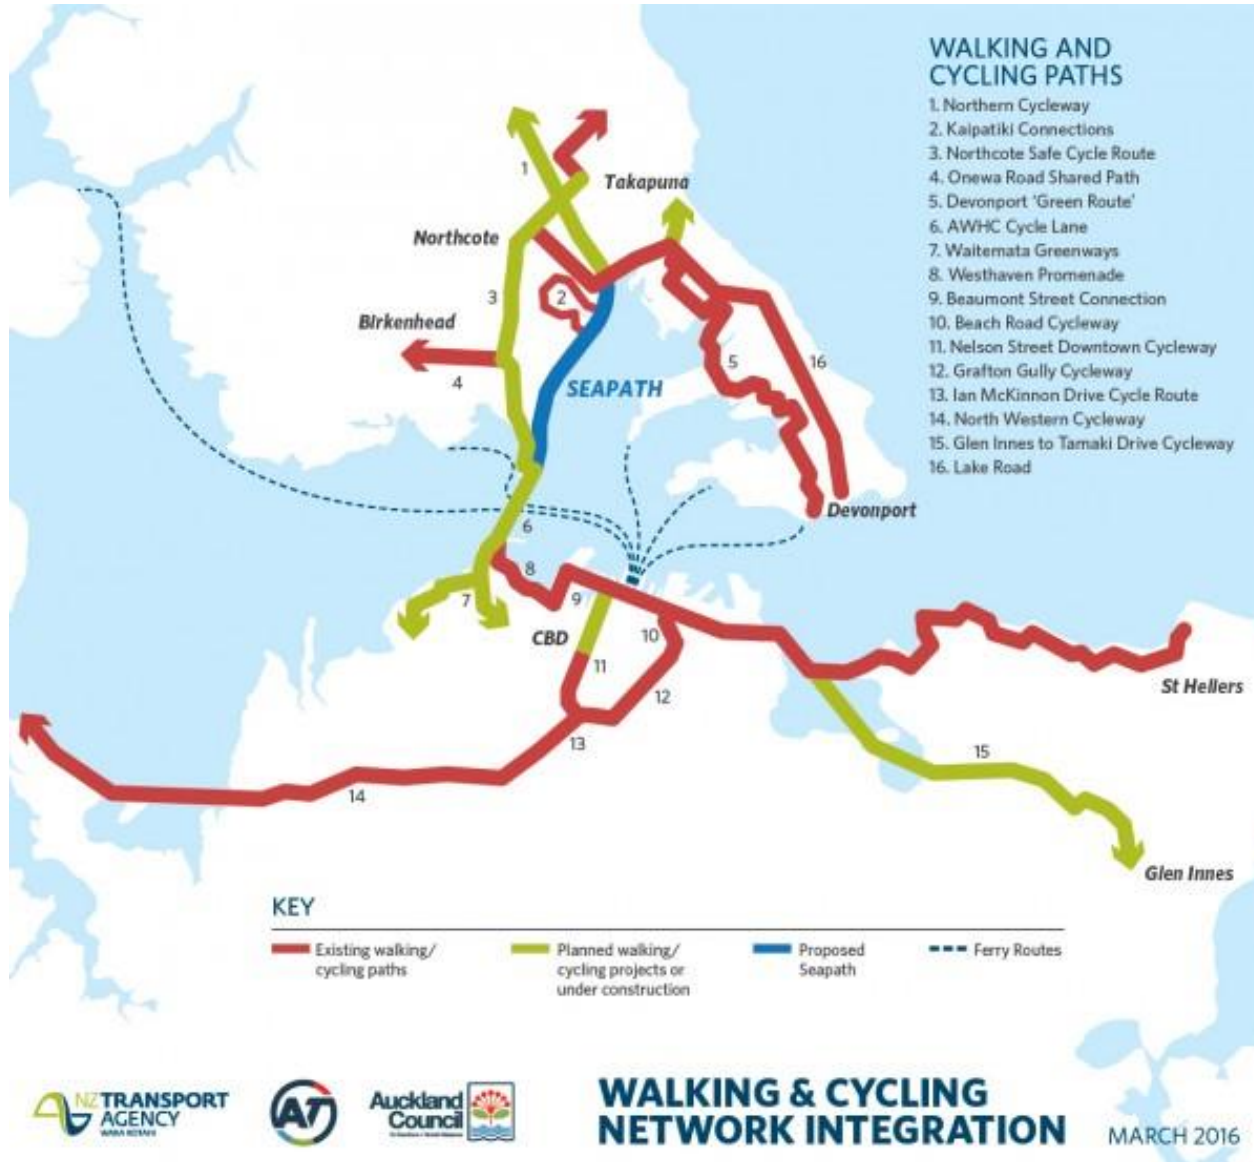 WALKING AND
CYCLING PATHS
1. Northern Cycleway
2. Kaipatiki Connections
3. Northcote Safe Cycle Route
4. Onewa Road Shared Path
5. Devonport 'Green Route'
6. AWHC Cycle Lane
7. Waitemata Greenways
8. Westhaven Promenade
9. Beaumont Street Connection
10. Beach Road Cycleway
11. Nelson Street Downtown Cycleway
12. Grafton Gully Cycleway
13. Ian McKinnon Drive Cycle Route
14. North Western Cycleway
15. Glen Innes to Tamaki Drive Cycleway
16. Lake Road
1
Takapuna
Northcote
3
2
Birkenhead
4
SEAPATH
5
16
Devonport
6
8
7
9
CBD
10
11
12
13
14
St Hellers
15
Glen Innes
KEY
Existing walking/
cycling paths
Planned walking/
cycling projects or
under construction
Proposed
Seapath
Ferry Routes
NZ TRANSPORT
AGENCY
WAKA KOTAHI
AT
Auckland
Council
WALKING & CYCLING
NETWORK INTEGRATION
MARCH 2016